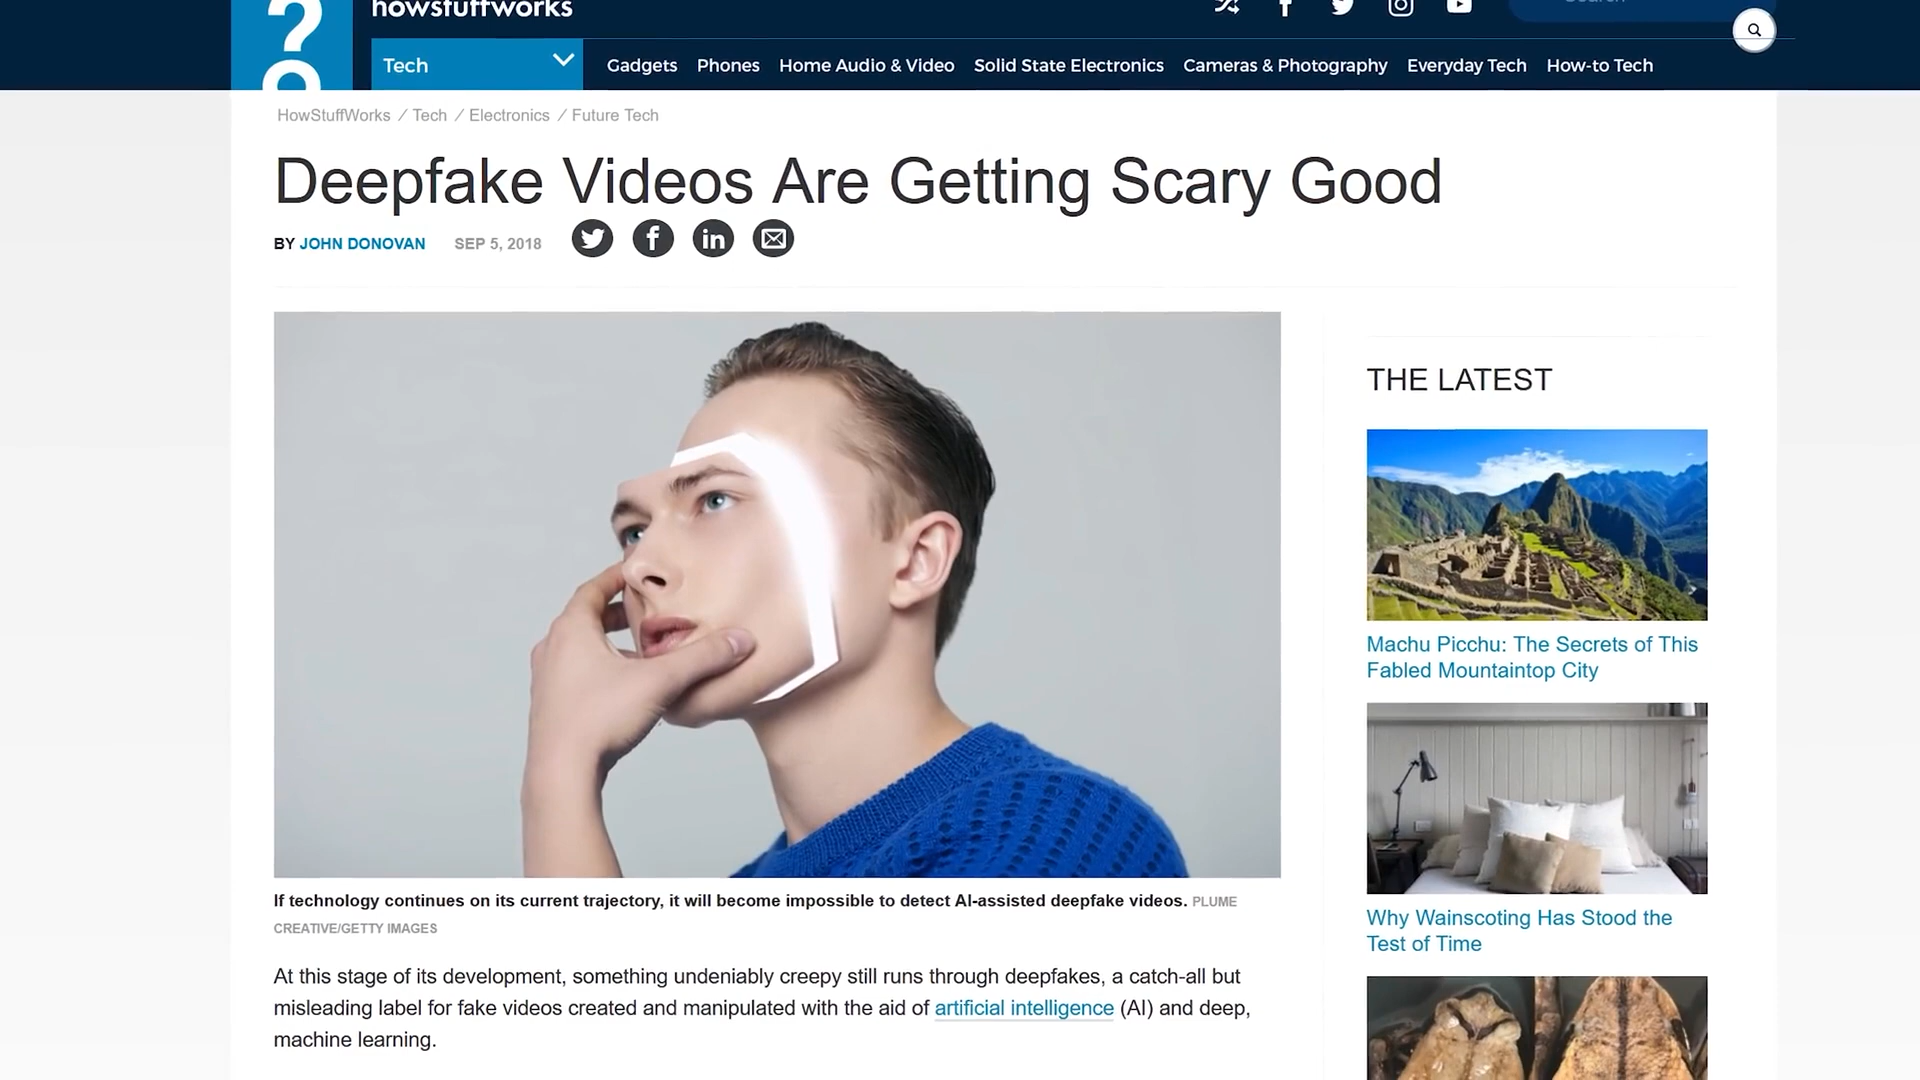 howstuffworks
Tech
Gadgets Phones Home Audio & Video Solid State Electronics Cameras & Photography Everyday Tech How-to Tech
HowStuffWorks / Tech / Electronics / Future Tech
Deepfake Videos Are Getting Scary Good
BY JOHN DONOVAN SEP 5, 2018
If technology continues on its current trajectory, it will become impossible to detect AI-assisted deepfake videos. PLUME
CREATIVE/GETTY IMAGES
At this stage of its development, something undeniably creepy still runs through deepfakes, a catch-all but
misleading label for fake videos created and manipulated with the aid of artificial intelligence (AI) and deep,
machine learning.
THE LATEST
Machu Picchu: The Secrets of This
Fabled Mountaintop City
Why Wainscoting Has Stood the
Test of Time